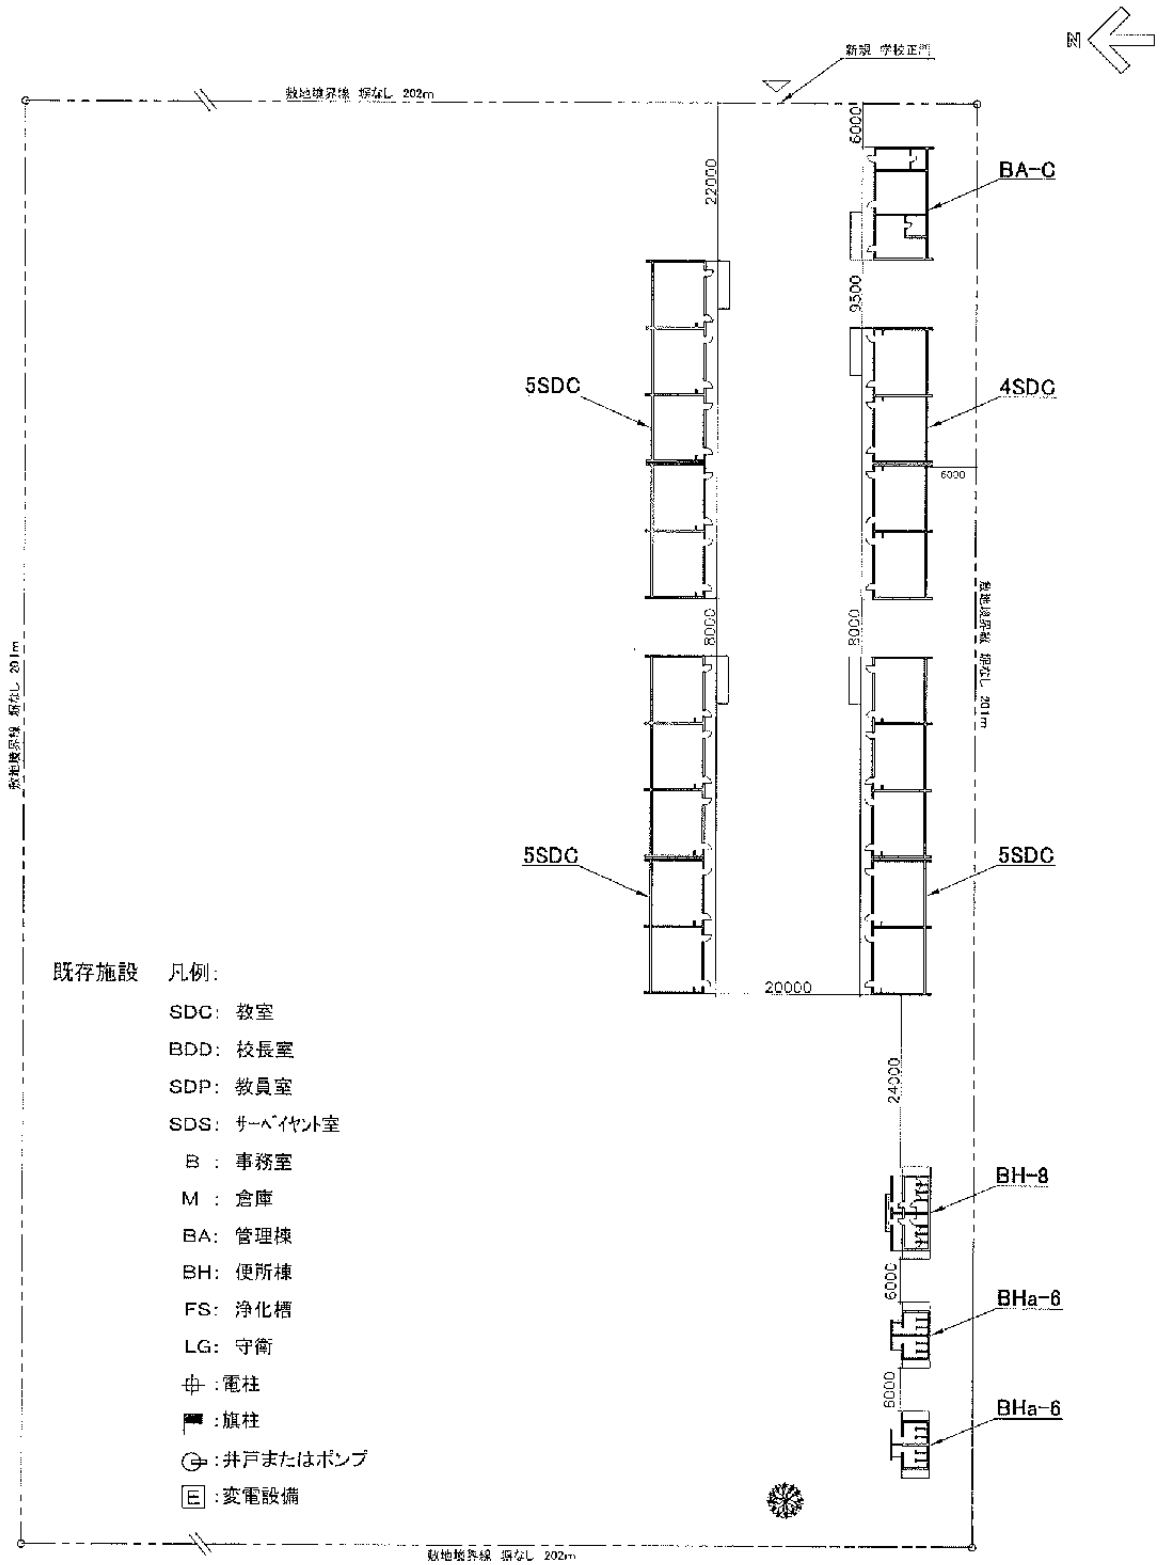 新規 学校正門
敷地境界線 塀なし 202m
6000
22000
BA-C
9500
5SDC
4SDC
6000
8000
8000
敷地境界線 塀なし 201m
敷地境界線 塀なし 201m
5SDC
5SDC
既存施設 凡例:
20000
SDC: 教室
BDD: 校長室
24000
SDP: 教員室
SDS: サーベイヤント室
B : 事務室
BH-8
M : 倉庫
BA: 管理棟
BH: 便所棟
6000
FS: 浄化槽
BHa-6
LG: 守衛
:電柱
6000
:旗柱
BHa-6
:井戸またはポンプ
E :変電設備
敷地境界線 塀なし 202m